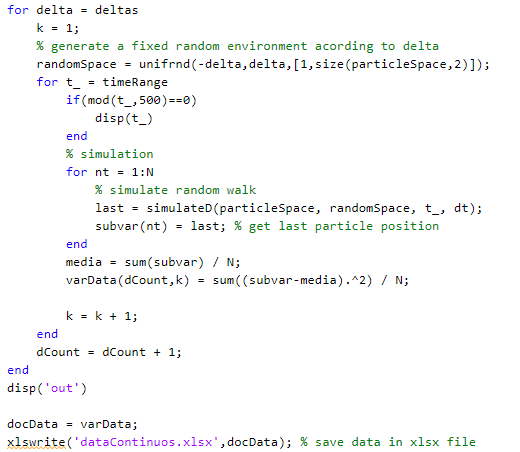 for delta = deltas
    k = 1;
    % generate a fixed random environment acording to delta
    randomSpace = unifrnd(-delta,delta,[1,size(particleSpace,2)]);
    for t_ = timeRange
        if(mod(t_,500)==0)
            disp(t_)
        end
        % simulation
        for nt = 1:N
            % simulate random walk
            last = simulateD(particleSpace, randomSpace, t_, dt);
            subvar(nt) = last; % get last particle position
        end
        media = sum(subvar) / N;
        varData(dCount,k) = sum((subvar-media).^2) / N;

        k = k + 1;
    end
    dCount = dCount + 1;
end
disp('out')

docData = varData;
xlswrite('dataContinuos.xlsx',docData); % save data in xlsx file